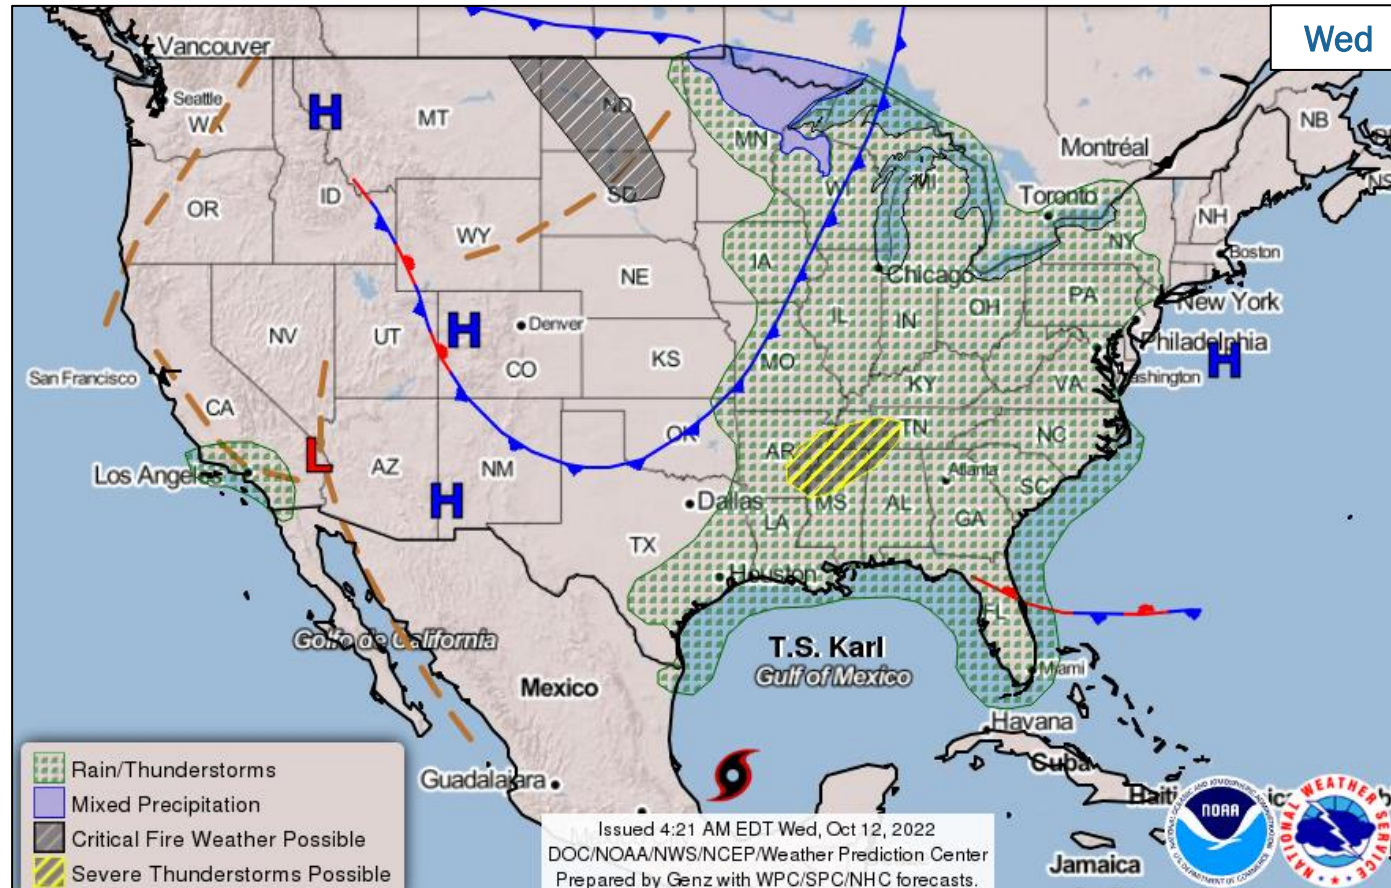 Wed
Vancouver
Seattle
WA
H
MT
ND
MN
Montréal
NB
OR
ID
SD
WI
MI
Toronto
NH
WY
NY
Boston
IA
Chicago
NE
PA
New York
NV
UT
H
Denver
IL
IN
OH
Philadelphia
San Francisco
CO
KS
MO
H
ashington
CA
KY
VA
OK
TN
NC
L
AR
Los Angeles
AZ
NM
Atlanta
SC
H
Dallas
LA
MS
AL
GA
TX
Houston
FL
Golfo de California
T.S. Karl
Gulf of Mexico
Miami
Mexico
Havana
Cuba
Guadalajara
Haiti
Jamaica
Rain/Thunderstorms
Mixed Precipitation
Critical Fire Weather Possible
Severe Thunderstorms Possible
Issued 4:21 AM EDT Wed, Oct 12, 2022
DOC/NOAA/NWS/NCEP/Weather Prediction Center
Prepared by Genz with WPC/SPC/NHC forecasts.
NOAA
NATIONAL WEATHER SERVICE